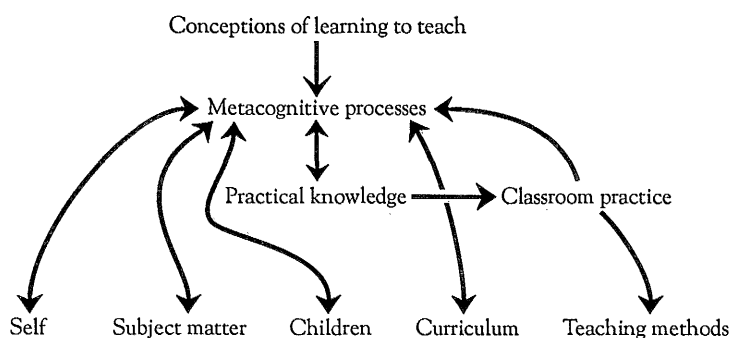 Conceptions of learning to teach
Metacognitive processes
Practical knowledge Classroom practice
Self Subject matter Children Curriculum Teaching methods